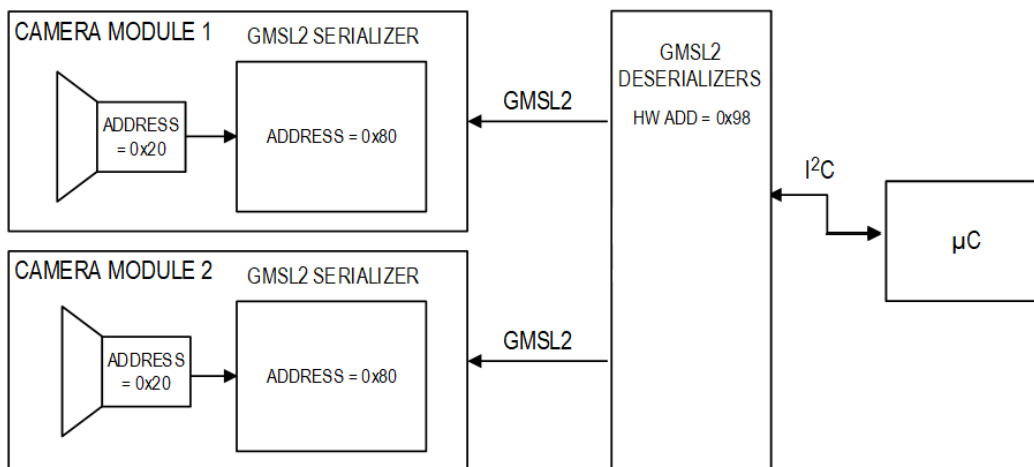 CAMERA MODULE 1
GMSL2 SERIALIZER
ADDRESS
= 0x20
ADDRESS = 0x80
GMSL2
GMSL2
DESERIALIZERS
HW ADD = 0x98
I²C
µC
CAMERA MODULE 2
GMSL2 SERIALIZER
ADDRESS
= 0x20
ADDRESS = 0x80
GMSL2